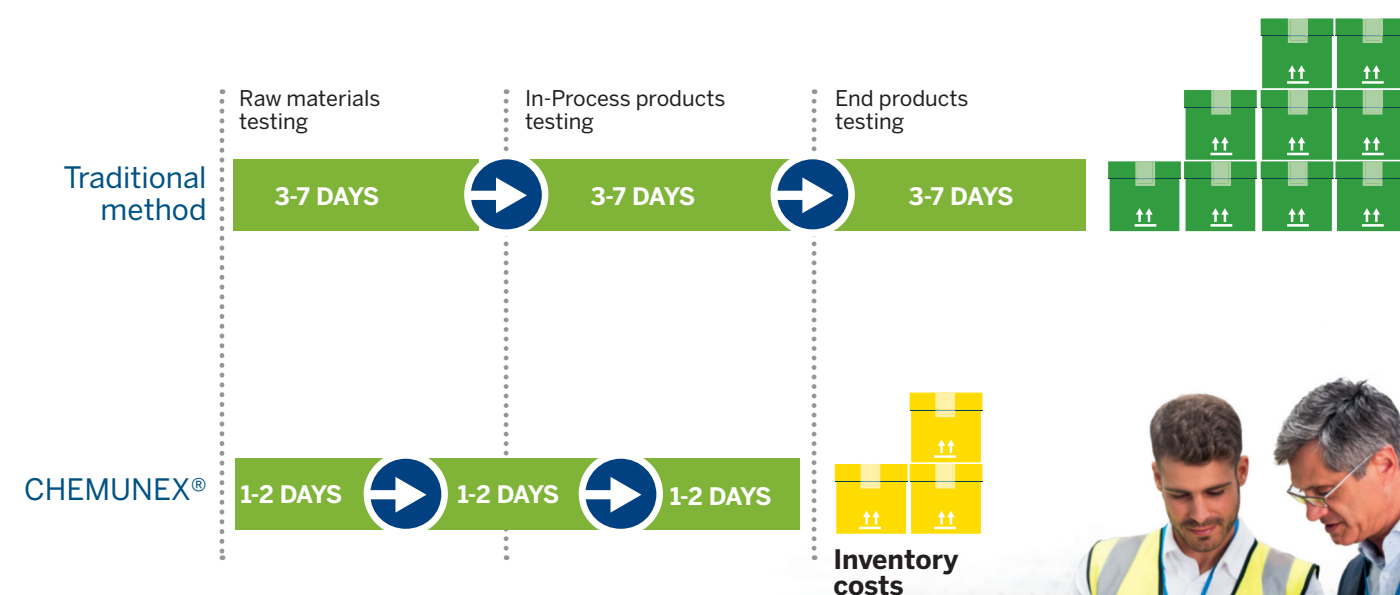 Raw materials
testing
In-Process products
testing
End products
testing
Traditional
method
3-7 DAYS
3-7 DAYS
3-7 DAYS
CHEMUNEX®
1-2 DAYS
1-2 DAYS
1-2 DAYS
Inventory
costs